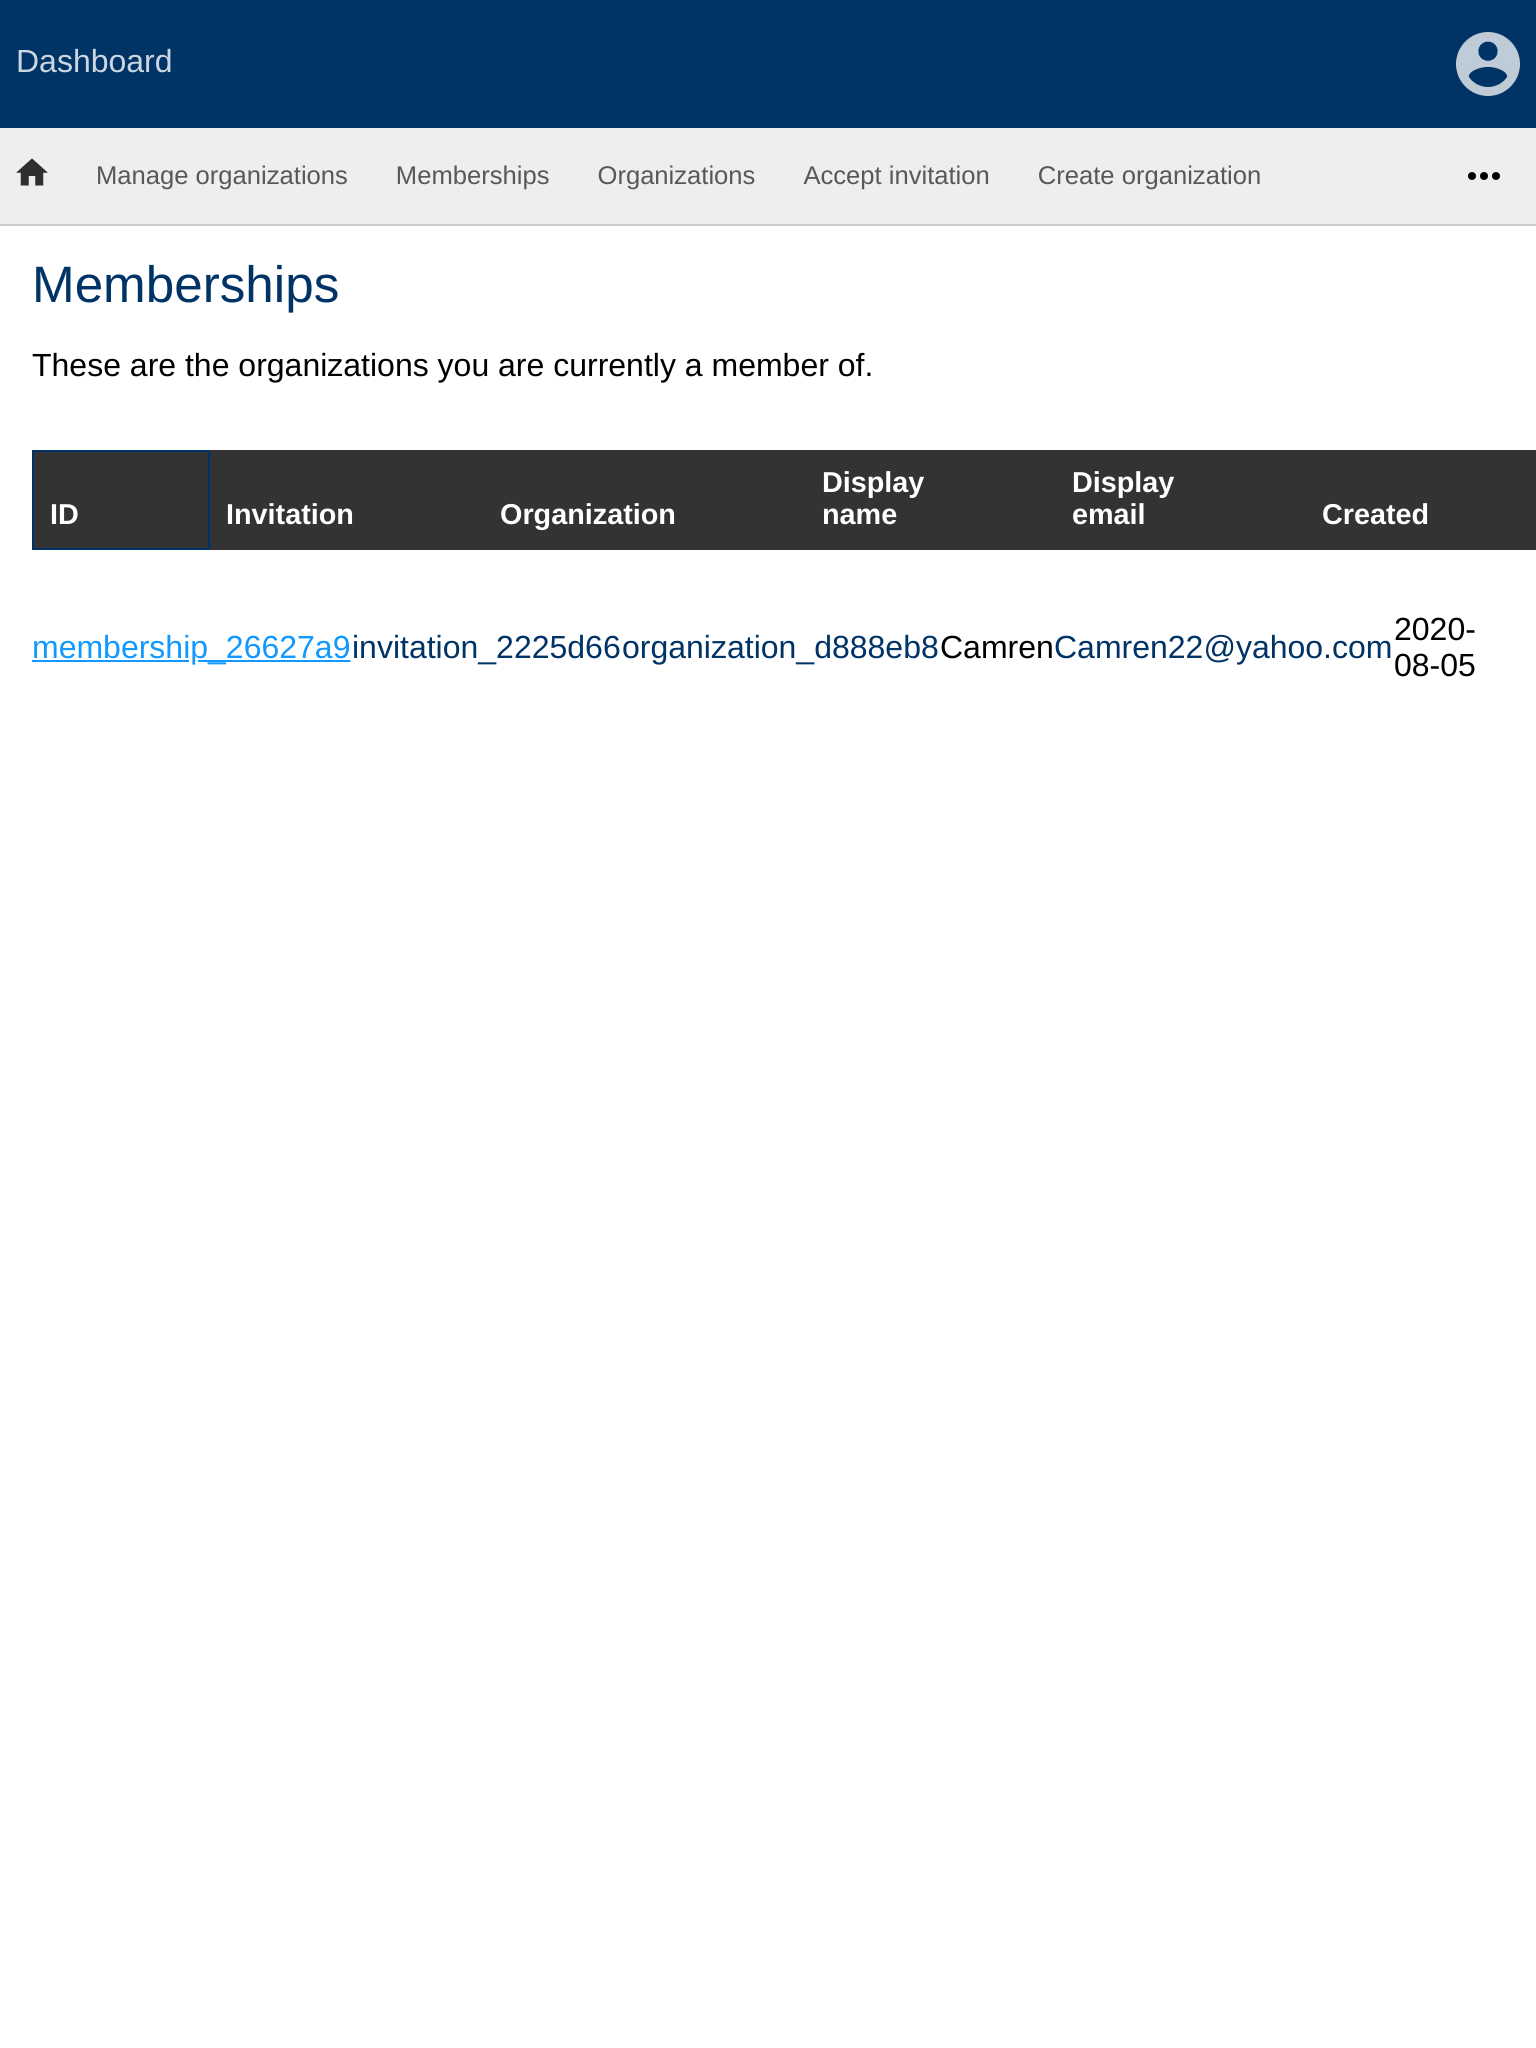 Dashboard
Manage organizations Memberships Organizations Accept invitation Create organization
Memberships
These are the organizations you are currently a member of.
ID Invitation Organization Display name Display email Created
membership_26627a9 invitation_2225d66 organization_d888eb8 Camren Camren22@yahoo.com 2020-08-05